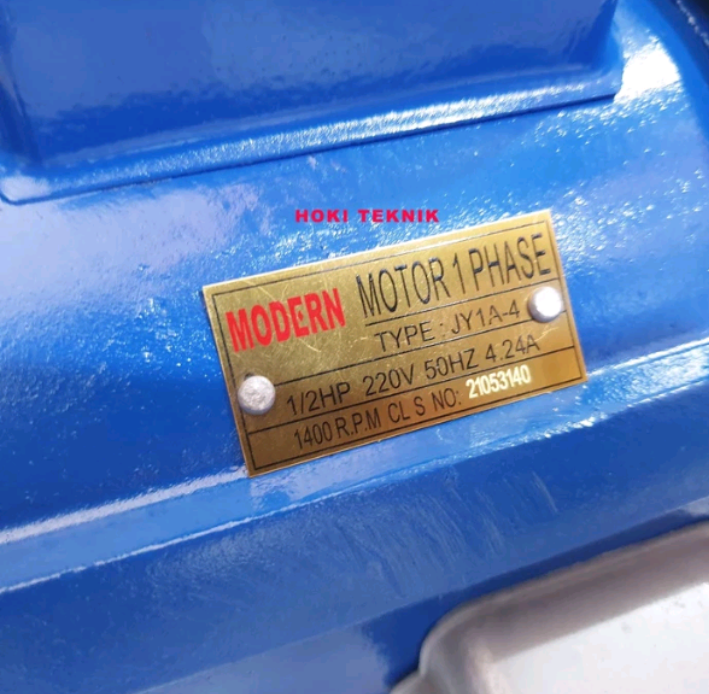 HOKI TEKNIK
MODERN
MOTOR 1 PHASE
TYPE : JY1A-4
1/2HP 220V 50HZ 4.24A
1400 R.P.M CL S NO: 21053140